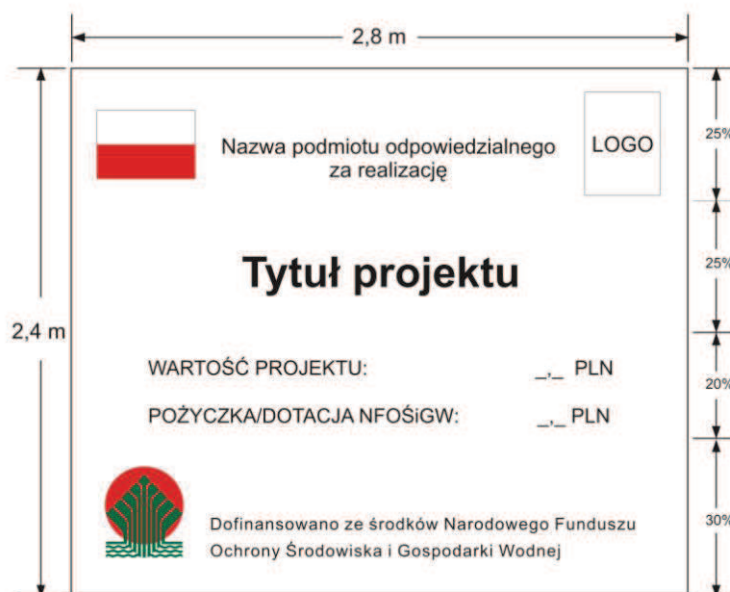 2,8 m
25%
Nazwa podmiotu odpowiedzialnego
za realizację
LOGO
25%
Tytuł projektu
2,4 m
WARTOŚĆ PROJEKTU: _,_ PLN
20%
POŻYCZKA/DOTACJA NFOŚiGW: _,_ PLN
30%
Dofinansowano ze środków Narodowego Funduszu
Ochrony Środowiska i Gospodarki Wodnej